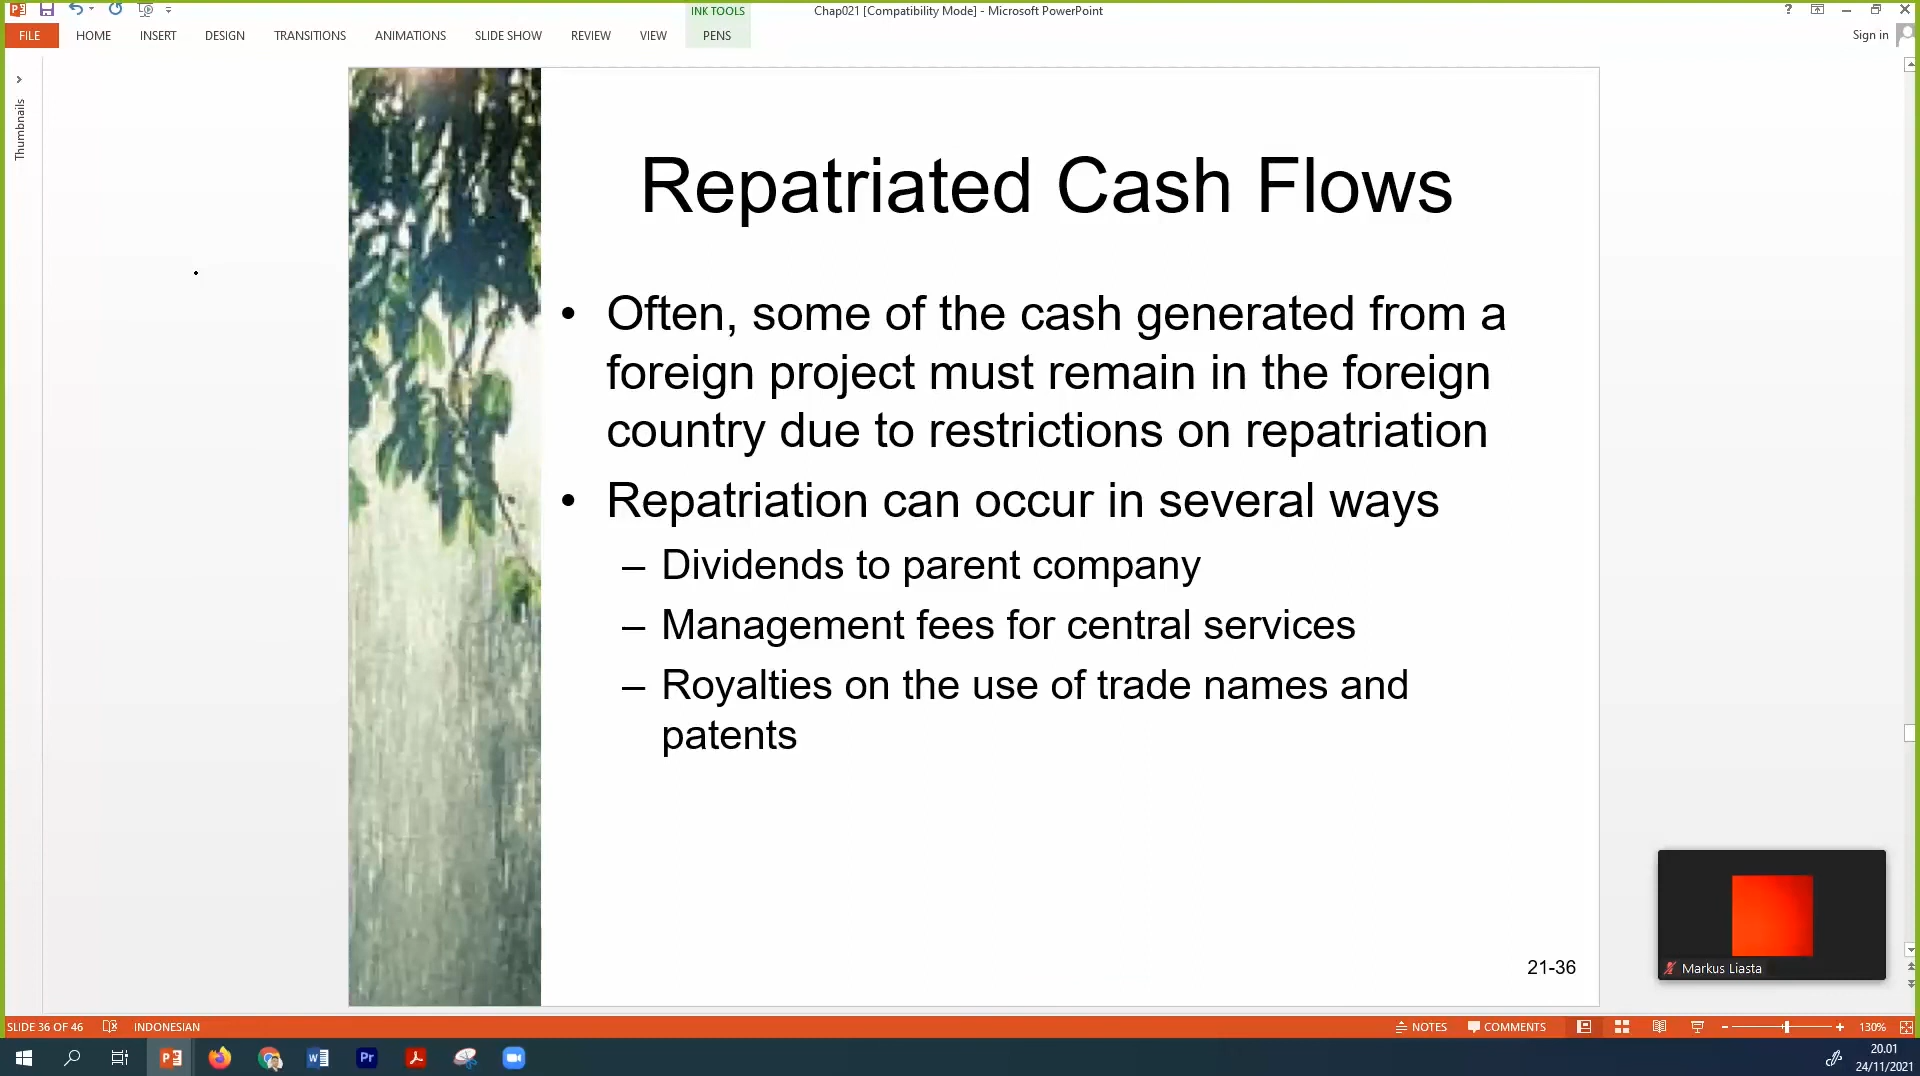 INK TOOLS
Chap021 [Compatibility Mode] - Microsoft PowerPoint
?
FILE HOME INSERT DESIGN TRANSITIONS ANIMATIONS SLIDE SHOW REVIEW VIEW PENS
Sign in
Thumbnails
Repatriated Cash Flows
• Often, some of the cash generated from a
foreign project must remain in the foreign
country due to restrictions on repatriation
• Repatriation can occur in several ways
– Dividends to parent company
– Management fees for central services
– Royalties on the use of trade names and
patents
21-36
Markus Liasta
SLIDE 36 OF 46 INDONESIAN NOTES COMMENTS 130%
Pr
20.01
24/11/2021